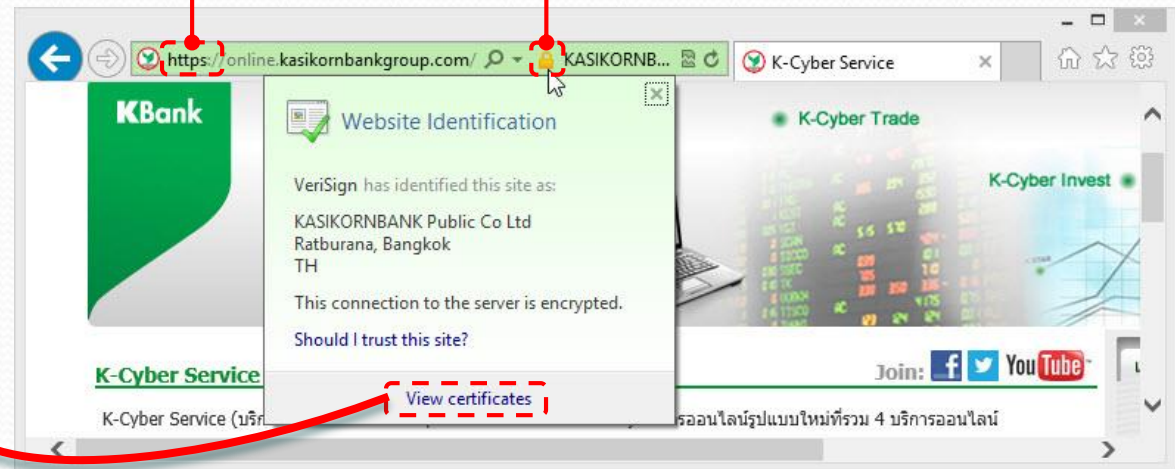 https://online.kasikornbankgroup.com/
KASIKORNB...
K-Cyber Service
KBank
Website Identification
K-Cyber Trade
K-Cyber Invest
VeriSign has identified this site as:
KASIKORNBANK Public Co Ltd
Ratburana, Bangkok
TH
This connection to the server is encrypted.
Should I trust this site?
View certificates
K-Cyber Service
Join: f YouTube
K-Cyber Service (บริก
รออนไลน์รูปแบบใหม่ที่รวม 4 บริการออนไลน์